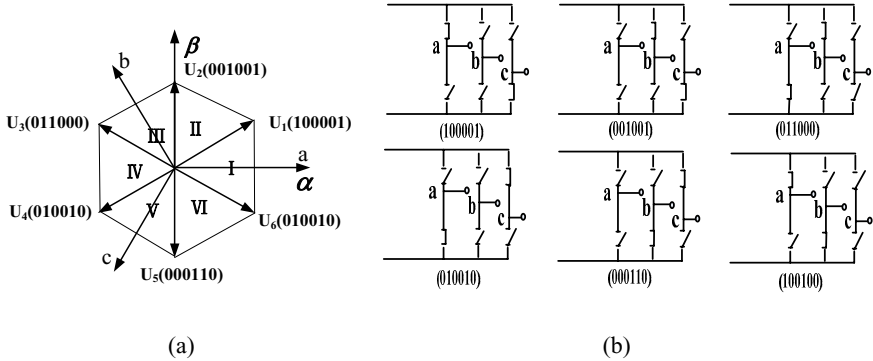 β
b
U₂(001001)
U₃(011000)
Ⅲ
Ⅱ
U₁(100001)
a
Ⅳ
Ⅰ
α
U₄(010010)
Ⅴ
Ⅵ
U₆(010010)
c
U₅(000110)
(a)
a
b
c
(100001)
a
b
c
(001001)
a
b
c
(011000)
a
b
c
(010010)
a
b
c
(000110)
a
b
c
(100100)
(b)